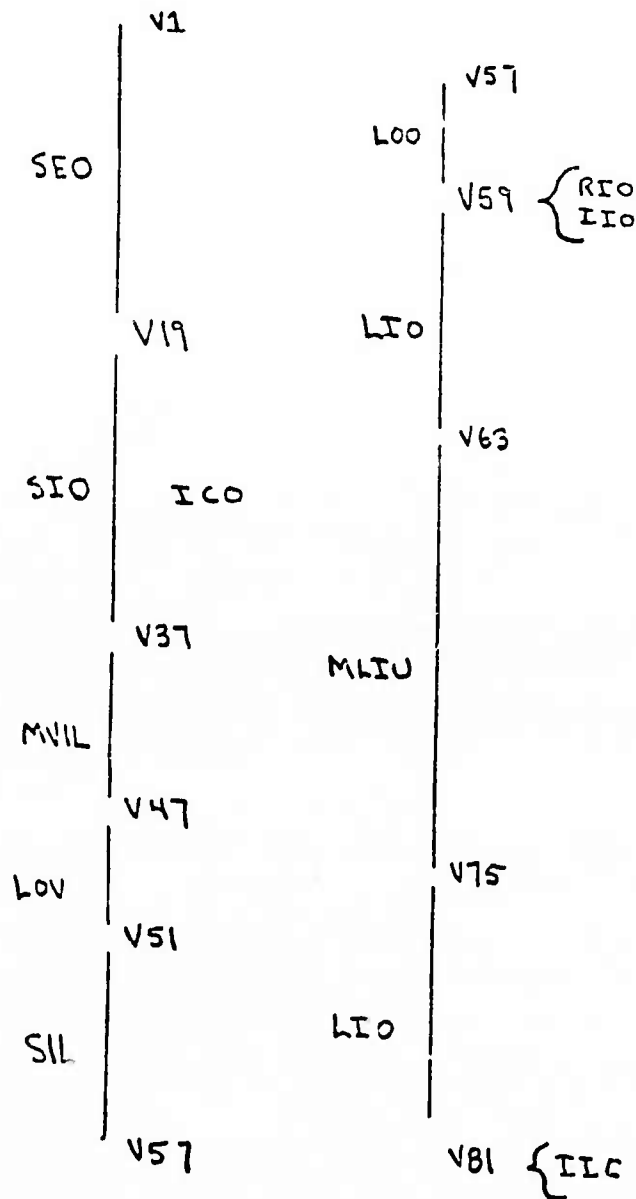 V1
SEO
V19
SIO
ICO
V37
MVIL
V47
LOV
V51
SIL
V57
V57
LOO
V59
RIO
IIO
LIO
V63
MLIU
V75
LIO
V81
IIC